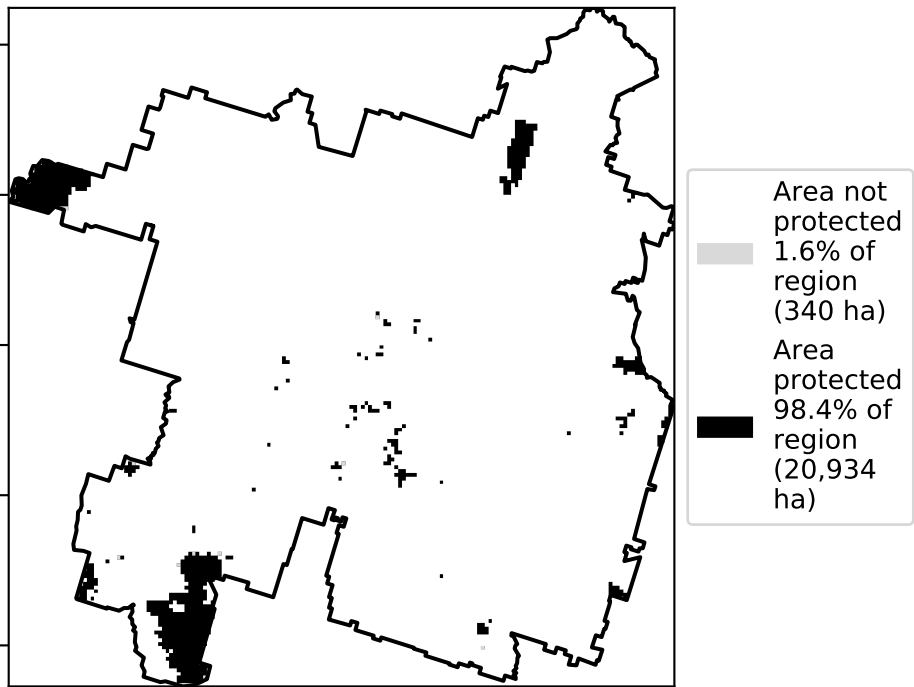 Area not
protected
1.6% of
region
(340 ha)
Area
protected
98.4% of
region
(20,934
ha)